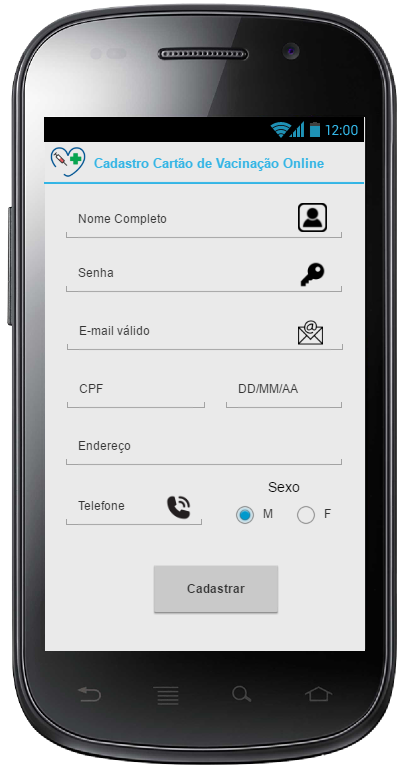 12:00
Cadastro Cartão de Vacinação Online
Nome Completo
Senha
E-mail válido
CPF DD/MM/AA
Endereço
Sexo
Telefone M F
Cadastrar